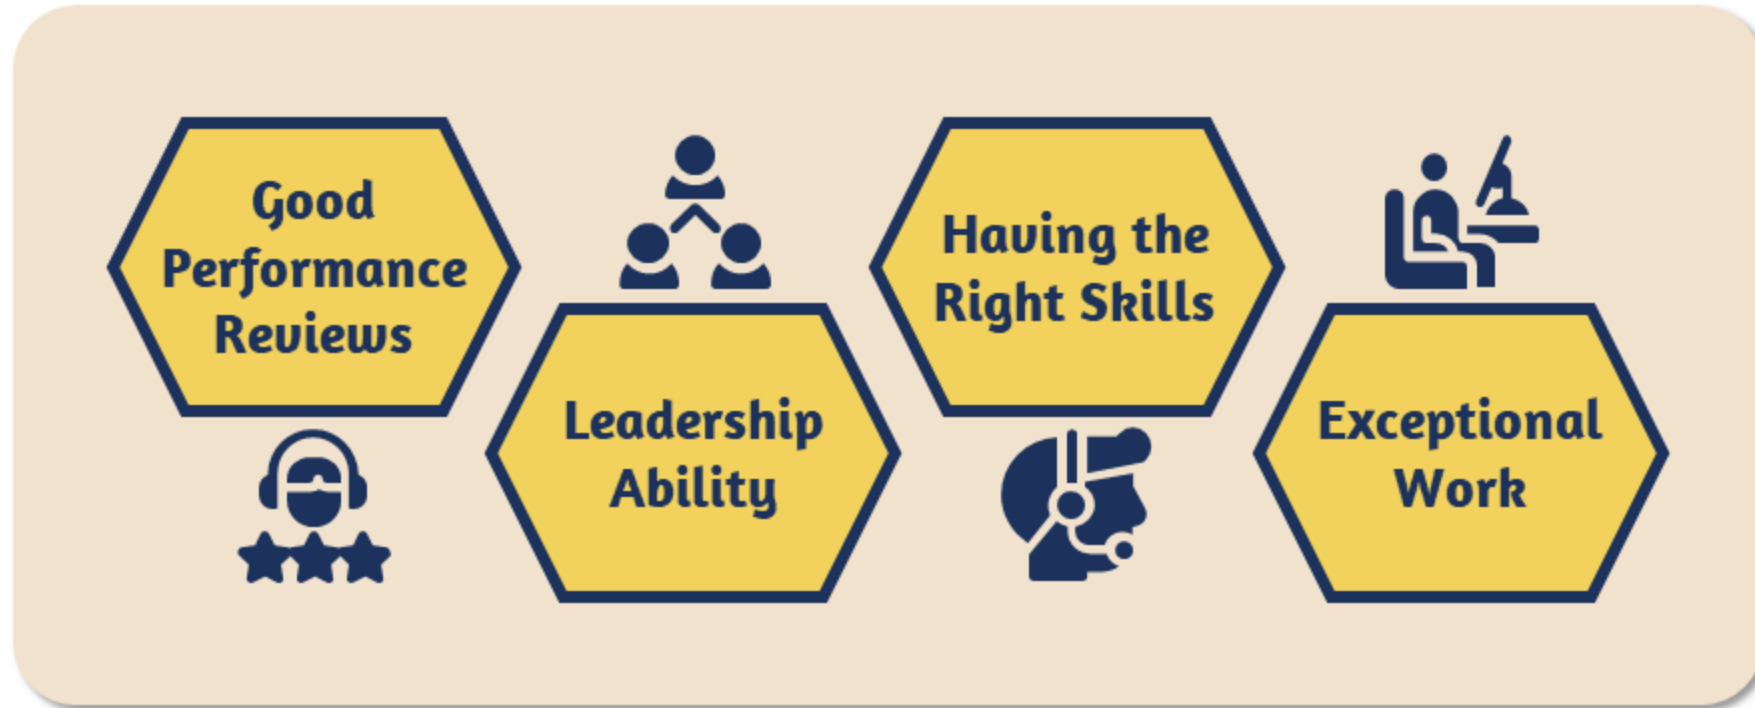 Good
Performance
Reviews
Leadership
Ability
Having the
Right Skills
Exceptional
Work